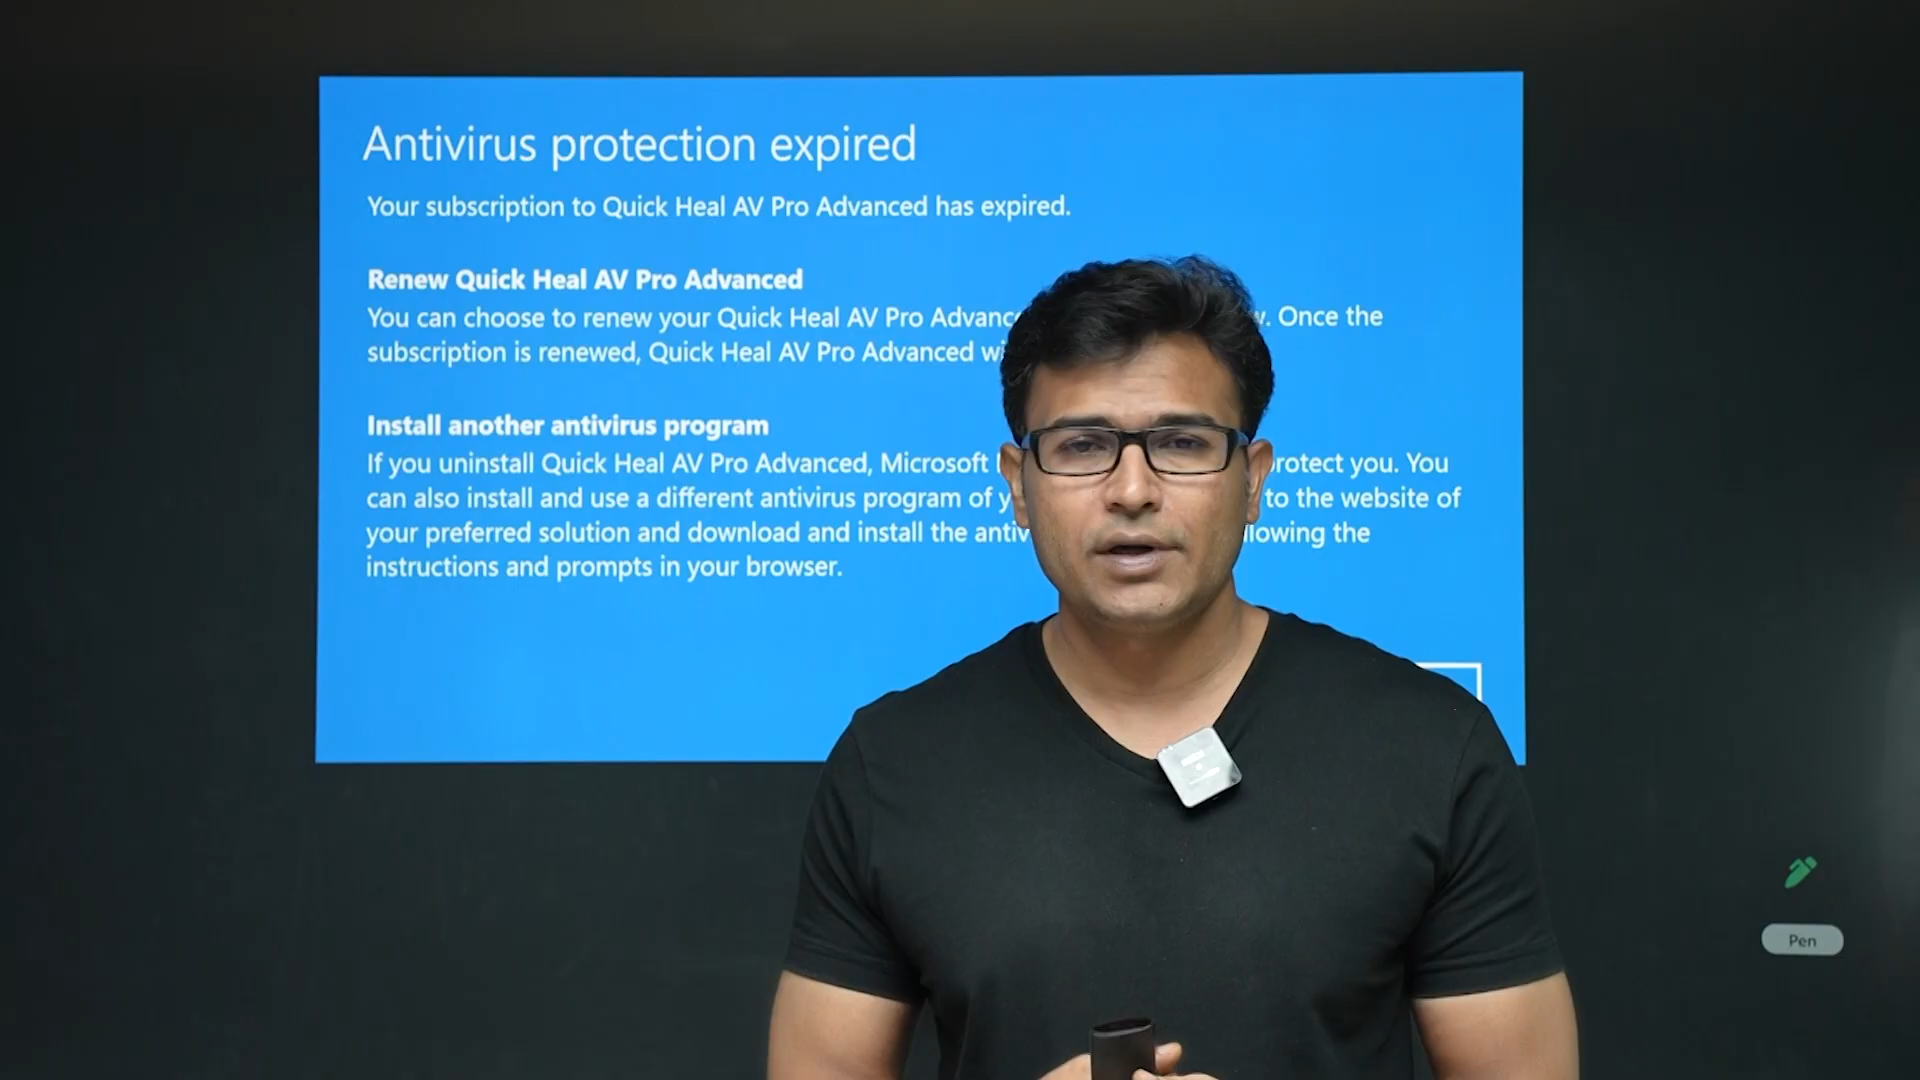 Antivirus protection expired
Your subscription to Quick Heal AV Pro Advanced has expired.
Renew Quick Heal AV Pro Advanced
You can choose to renew your Quick Heal AV Pro Once the
subscription is renewed, Quick Heal AV Pro Advanced
Install another antivirus program
If you uninstall Quick Heal AV Pro Advanced, Microsoft protect you. You
can also install and use a different antivirus program of to the website of
your preferred solution and download and install the the
instructions and prompts in your browser.
Pen